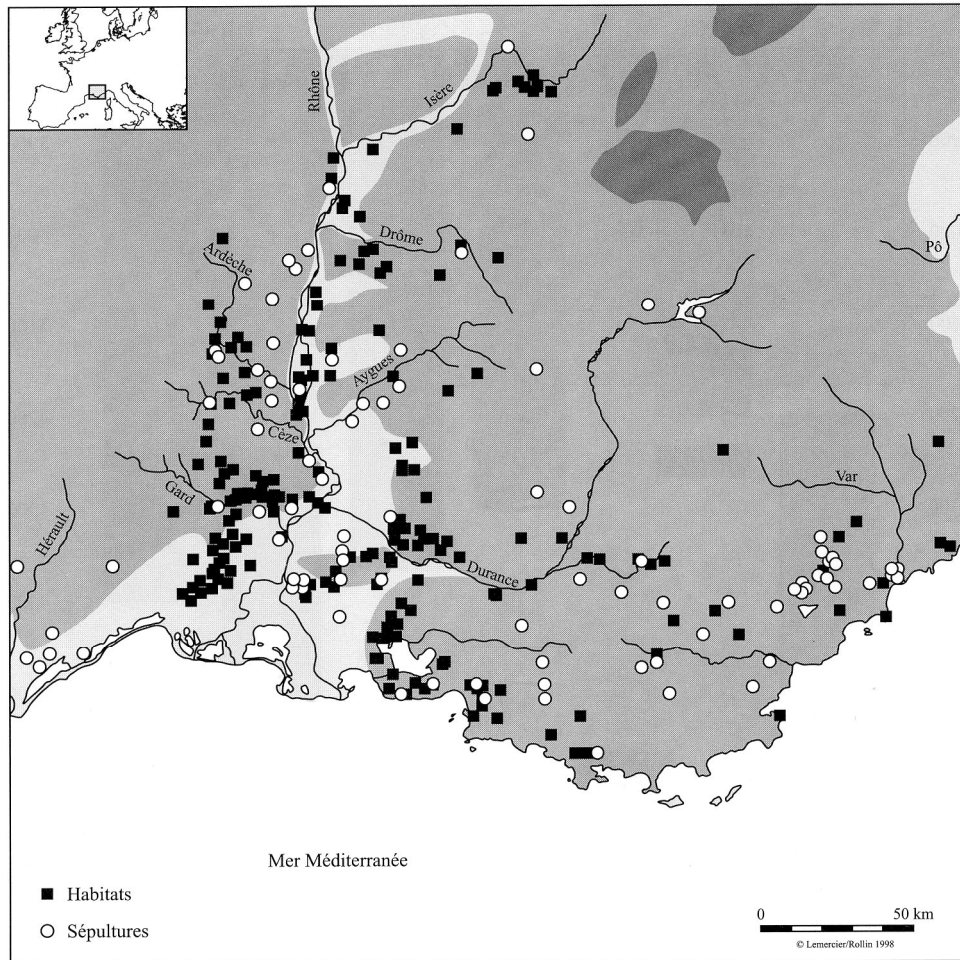 Rhône
Isère
Drôme
Ardèche
Pô
Aygues
Cèze
Gard
Var
Hérault
Durance
Mer Méditerranée
Habitats
Sépultures
0 50 km
© Lemercier/Rollin 1998